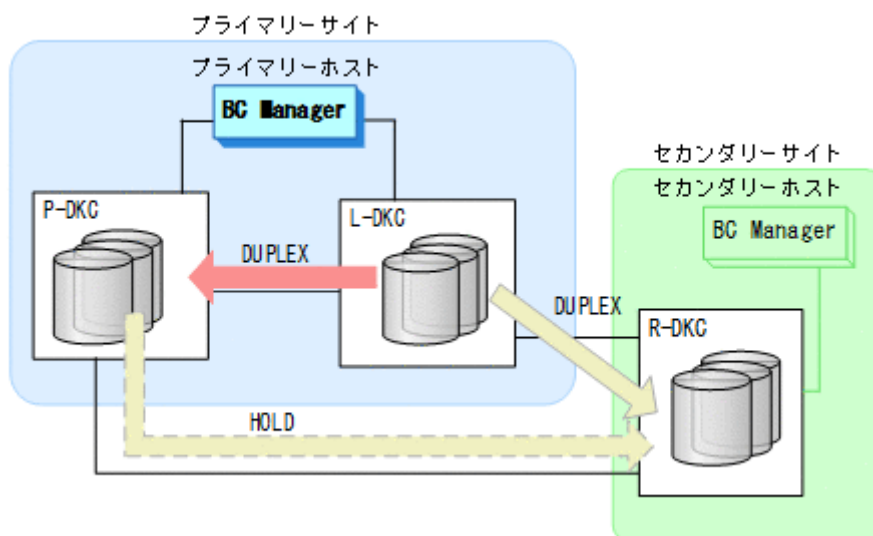 プライマリーサイト
プライマリーホスト
BC Manager
セカンダリーサイト
セカンダリーホスト
BC Manager
P-DKC
L-DKC
DUPLEX
DUPLEX
R-DKC
HOLD